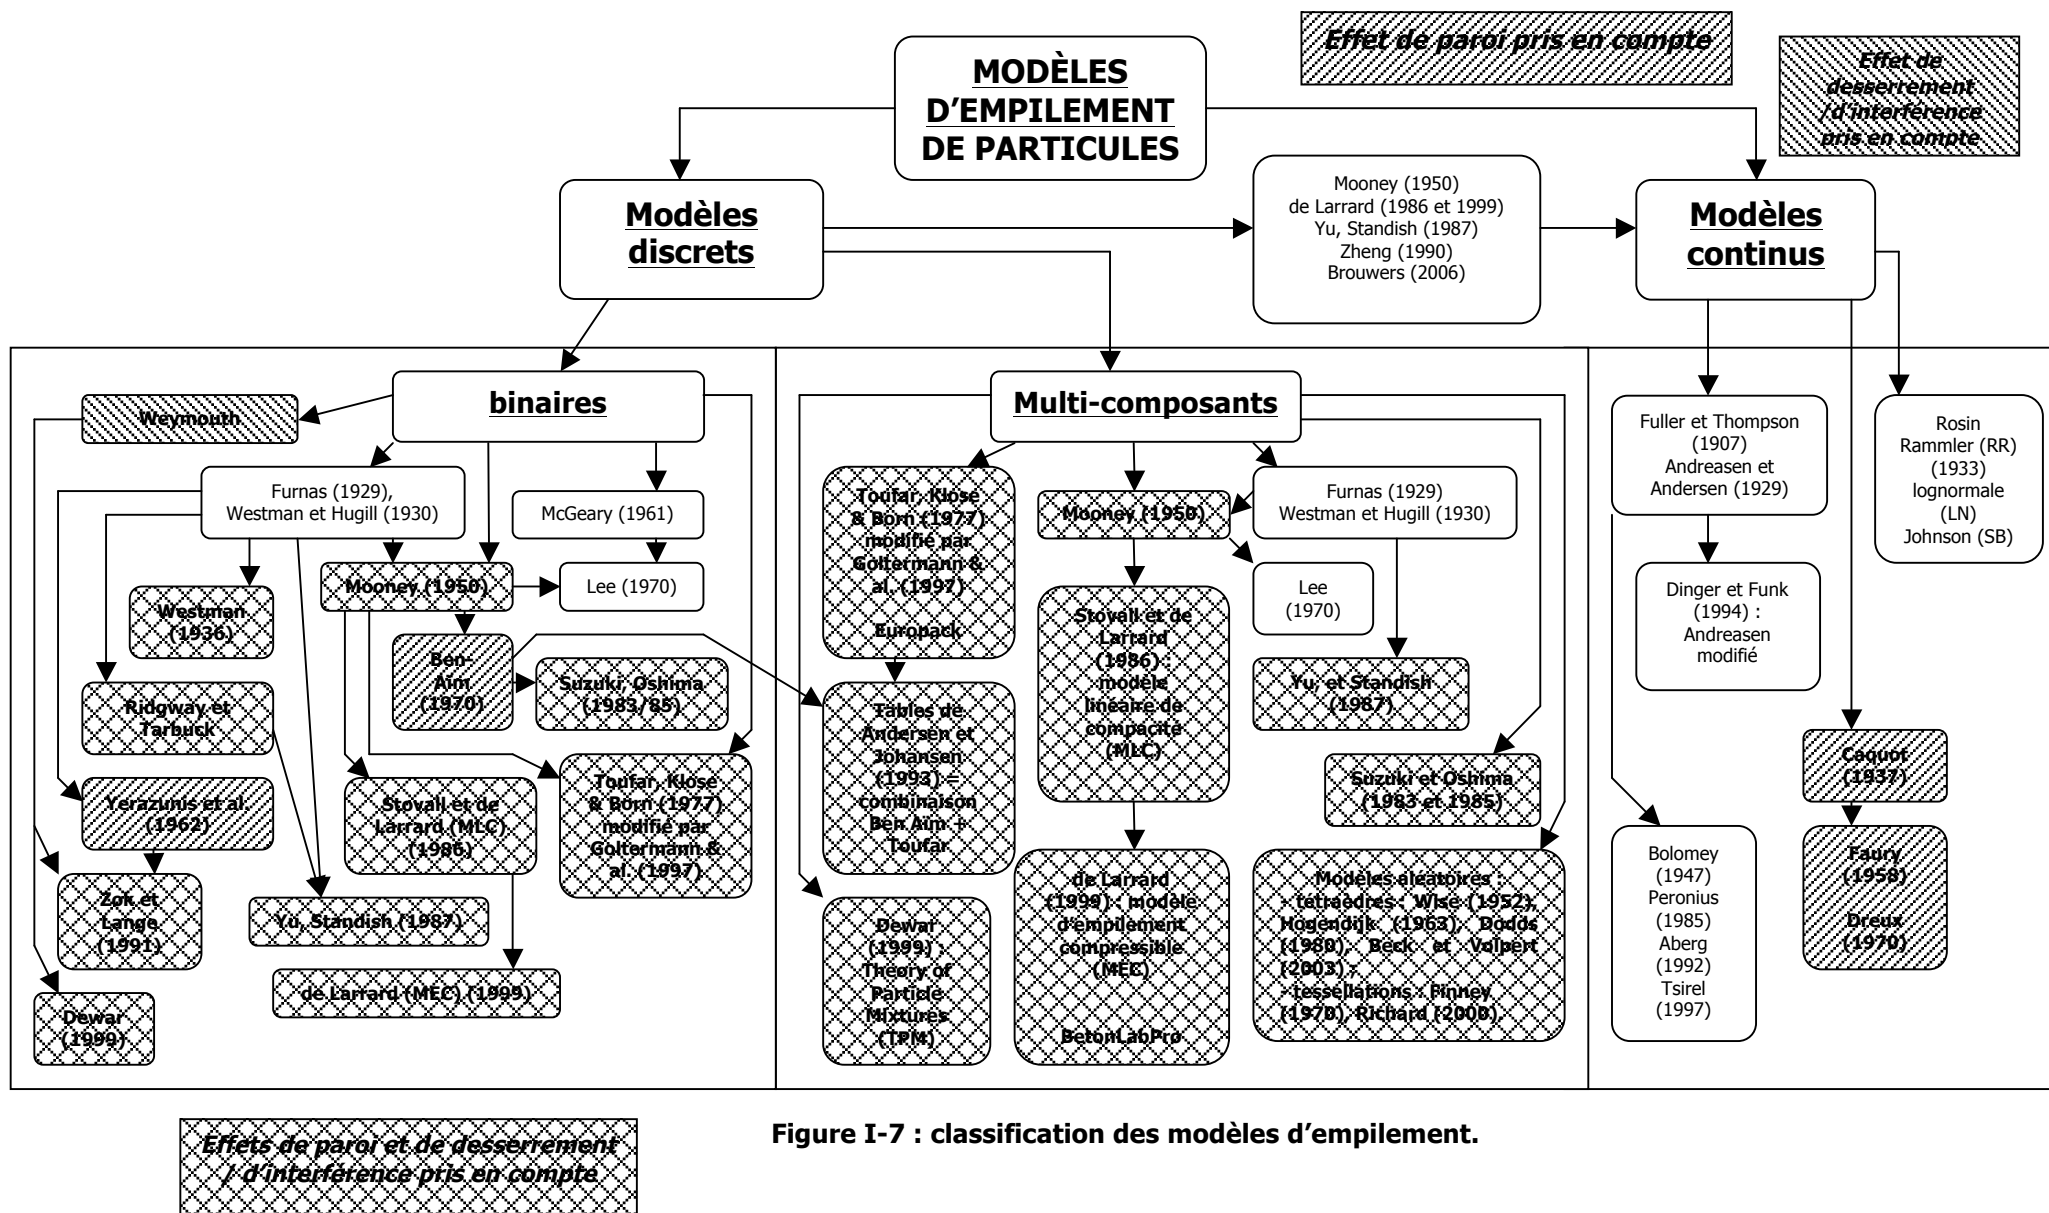 Effet de paroi pris en compte
Effet de
desserrement
/ d'interférence
pris en compte
MODÈLES
D'EMPILEMENT
DE PARTICULES
Modèles
discrets
Mooney (1950)
de Larrard (1986 et 1999)
Yu, Standish (1987)
Zheng (1990)
Brouwers (2006)
Modèles
continus
binaires
Weymouth
Furnas (1929),
Westman et Hugill (1930)
McGeary (1961)
Mooney (1950)
Lee (1970)
Westman
(1936)
Ben-
Aïm
(1970)
Suzuki, Oshima
(1983/85)
Ridgway et
Tarbuck
Yerazunis et al.
(1962)
Stovall et de
Larrard (MLC)
(1986)
Toufar, Klose
& Born (1977)
modifié par
Goltermann &
al. (1997)
Zok et
Lange
(1991)
Yu, Standish (1987)
de Larrard (MEC) (1999)
Dewar
(1999)
Multi-composants
Toufar, Klose
& Born (1977)
modifié par
Goltermann &
al. (1997)
Europack
Mooney (1950)
Furnas (1929)
Westman et Hugill (1930)
Lee
(1970)
Stovall et de
Larrard
(1986) :
modèle
linéaire de
compacité
(MLC)
Yu, et Standish
(1987)
Tables de
Andersen et
Johansen
(1993) =
combinaison
Ben Aïm +
Toufar
Suzuki et Oshima
(1983 et 1985)
Dewar
(1999) :
Theory of
Particle
Mixtures
(TPM)
de Larrard
(1999) : modèle
d'empilement
compressible
(MEC)
BetonLabPro
Modèles aléatoires :
- tétraèdres : Wise (1952),
Hogendijk (1963), Dodds
(1980), Beck et Volpert
(2003) ;
- tessellations : Finney
(1970), Richard (2000).
Fuller et Thompson
(1907)
Andreasen et
Andersen (1929)
Rosin
Rammler (RR)
(1933)
lognormale
(LN)
Johnson (SB)
Dinger et Funk
(1994) :
Andreasen
modifié
Caquot
(1937)
Bolomey
(1947)
Peronius
(1985)
Aberg
(1992)
Tsirel
(1997)
Faury
(1958)
Dreux
(1970)
Effets de paroi et de desserrement
/ d'interférence pris en compte
Figure I-7 : classification des modèles d'empilement.